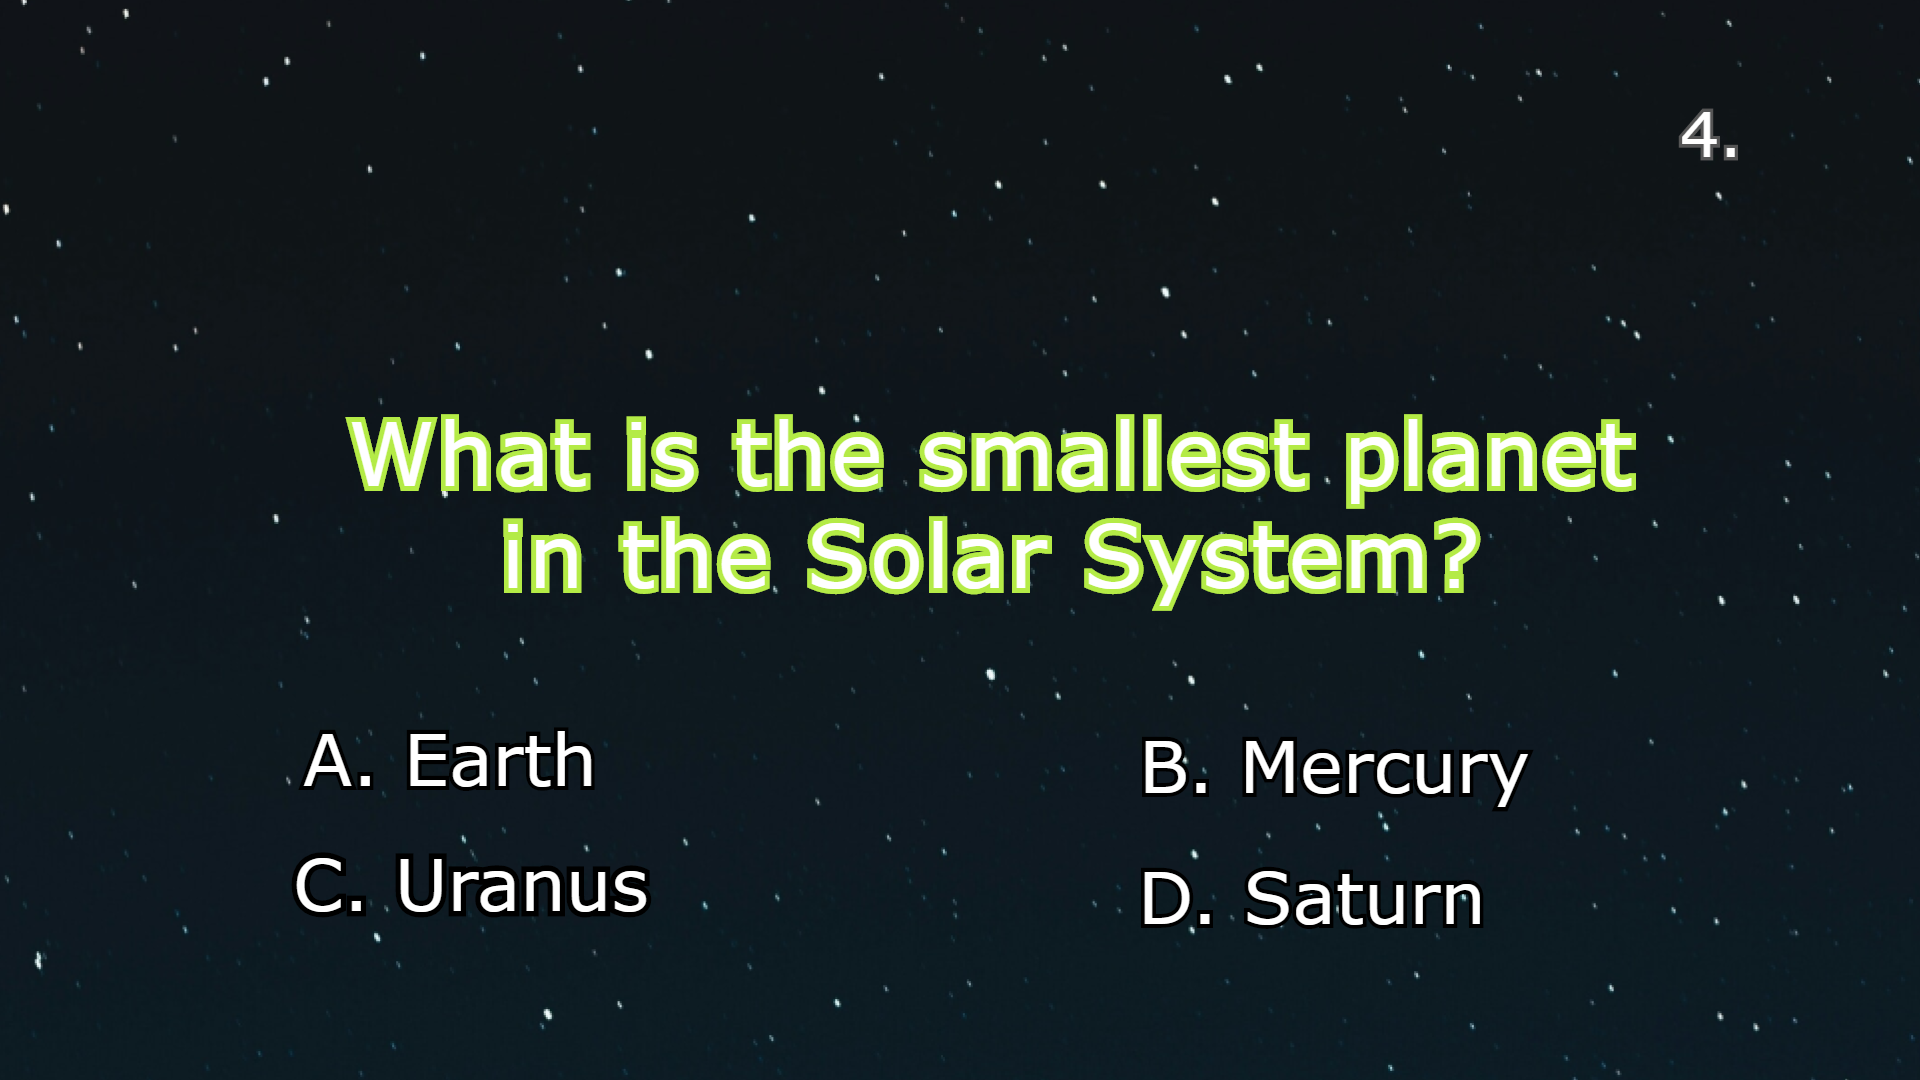 4.
What is the smallest planet
in the Solar System?
A. Earth
B. Mercury
C. Uranus
D. Saturn